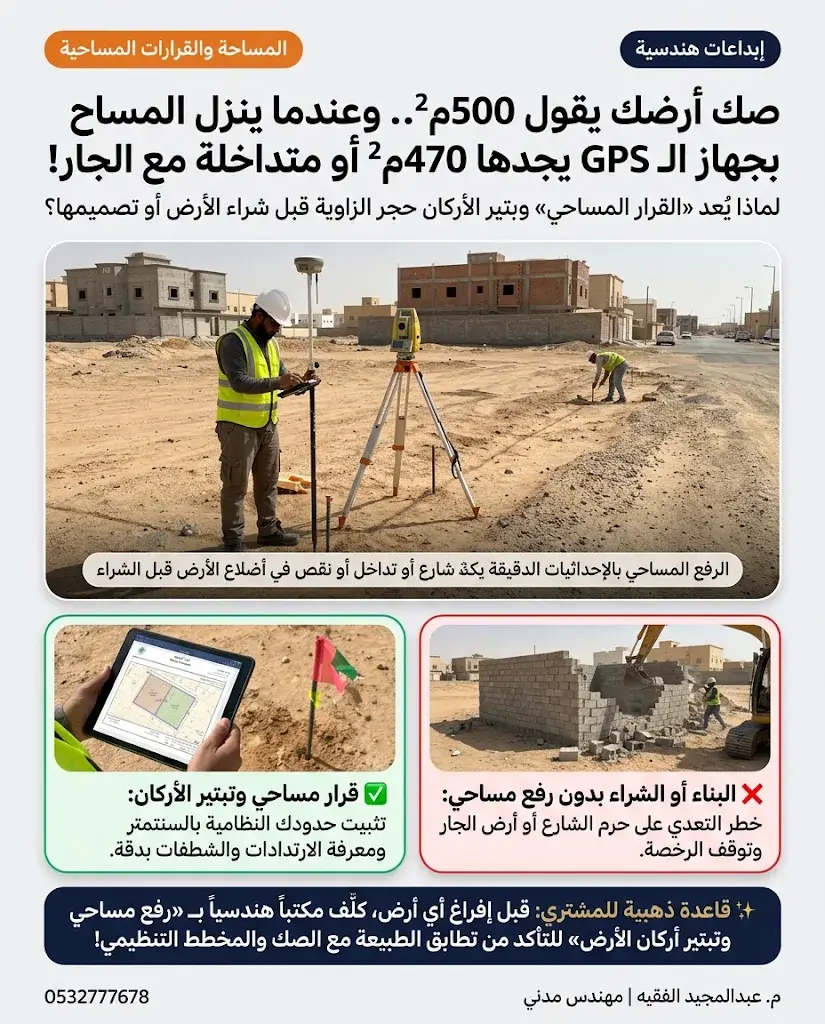 إبداعات هندسية
المساحة والقرارات المساحية
صك أرضك يقول 500م².. وعندما ينزل المساح
بجهاز الـ GPS يجدها 470م² أو متداخلة مع الجار!
لماذا يُعد «القرار المساحي» وبتير الأركان حجر الزاوية قبل شراء الأرض أو تصميمها؟
الرفع المساحي بالإحداثيات الدقيقة يكدّ شارع أو تداخل أو نقص في أضلاع الأرض قبل الشراء
❌ البناء أو الشراء بدون رفع مساحي:
خطر التعدي على حرم الشارع أو أرض الجار
وتوقف الرخصة.
✅ قرار مساحي وتبتير الأركان:
تثبيت حدودك النظامية بالسنتمتر
ومعرفة الارتدادات والشطفات بدقة.
✨ قاعدة ذهبية للمشتري: قبل إفراغ أي أرض، كلّف مكتباً هندسياً بـ «رفع مساحي
وتبتير أركان الأرض» للتأكد من تطابق الطبيعة مع الصك والمخطط التنظيمي!
م. عبدالمجيد الفقيه | مهندس مدني
0532777678